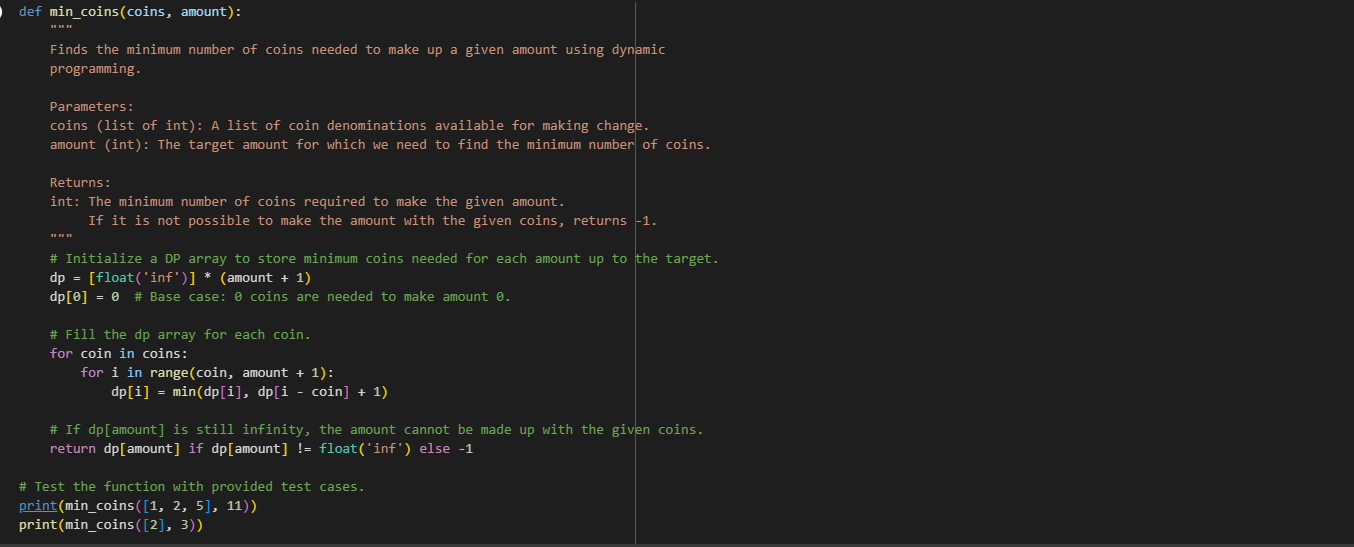 def min_coins(coins, amount):
    """
    Finds the minimum number of coins needed to make up a given amount using dynamic
    programming.

    Parameters:
    coins (list of int): A list of coin denominations available for making change.
    amount (int): The target amount for which we need to find the minimum number of coins.

    Returns:
    int: The minimum number of coins required to make the given amount.
         If it is not possible to make the amount with the given coins, returns -1.
    """
    # Initialize a DP array to store minimum coins needed for each amount up to the target.
    dp = [float('inf')] * (amount + 1)
    dp[0] = 0  # Base case: 0 coins are needed to make amount 0.

    # Fill the dp array for each coin.
    for coin in coins:
        for i in range(coin, amount + 1):
            dp[i] = min(dp[i], dp[i - coin] + 1)

    # If dp[amount] is still infinity, the amount cannot be made up with the given coins.
    return dp[amount] if dp[amount] != float('inf') else -1

# Test the function with provided test cases.
print(min_coins([1, 2, 5], 11))
print(min_coins([2], 3))